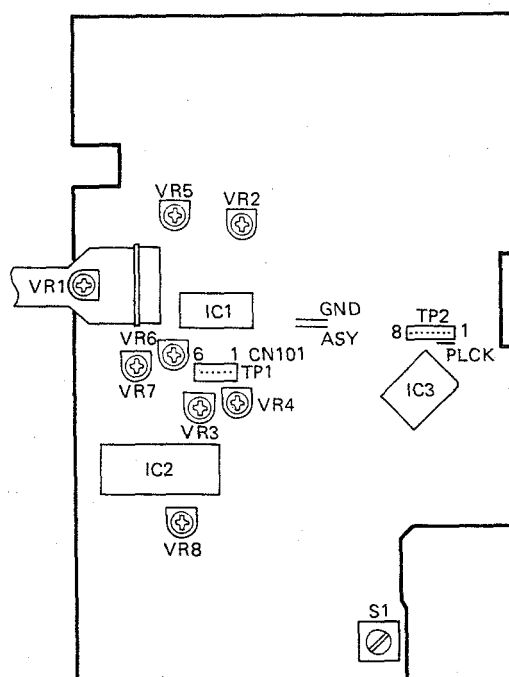 VR5
VR2
VR1
IC1
GND
ASY
TP2
8 1
PLCK
VR6
6 1 CN101
TP1
VR7
IC3
VR4
VR3
IC2
VR8
S1